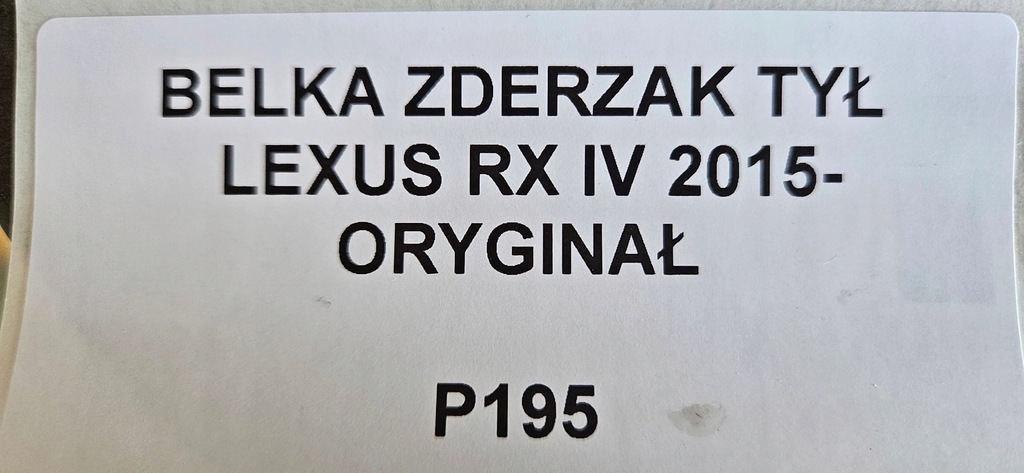 BELKA ZDERZAK TYŁ
LEXUS RX IV 2015-
ORYGINAŁ
P195